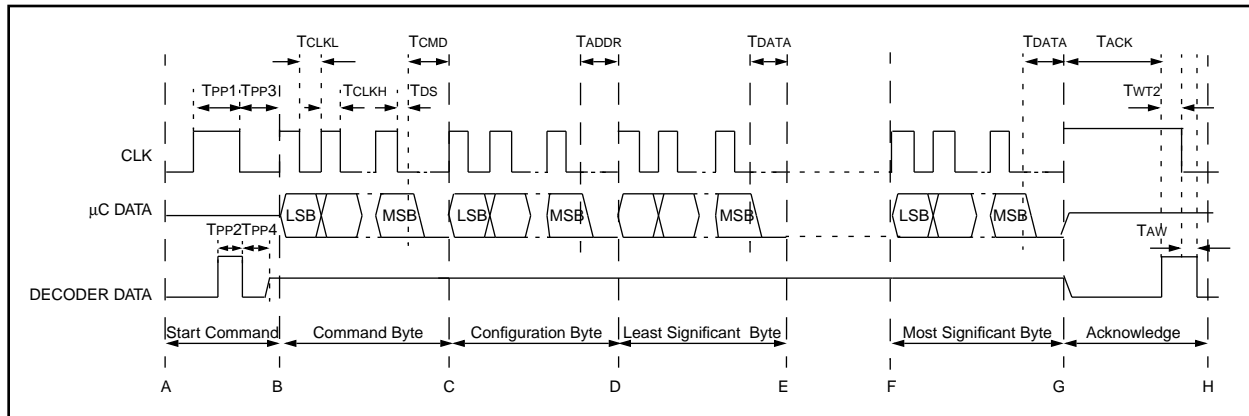 TCLKL TCMD TADDR TDATA TDATA TACK
TPP1 TPP3 TCLKH TDS TWT2
CLK
µC DATA LSB MSB LSB MSB MSB LSB MSB
TPP2 TPP4 TAW
DECODER DATA
Start Command Command Byte Configuration Byte Least Significant Byte Most Significant Byte Acknowledge
A B C D E F G H